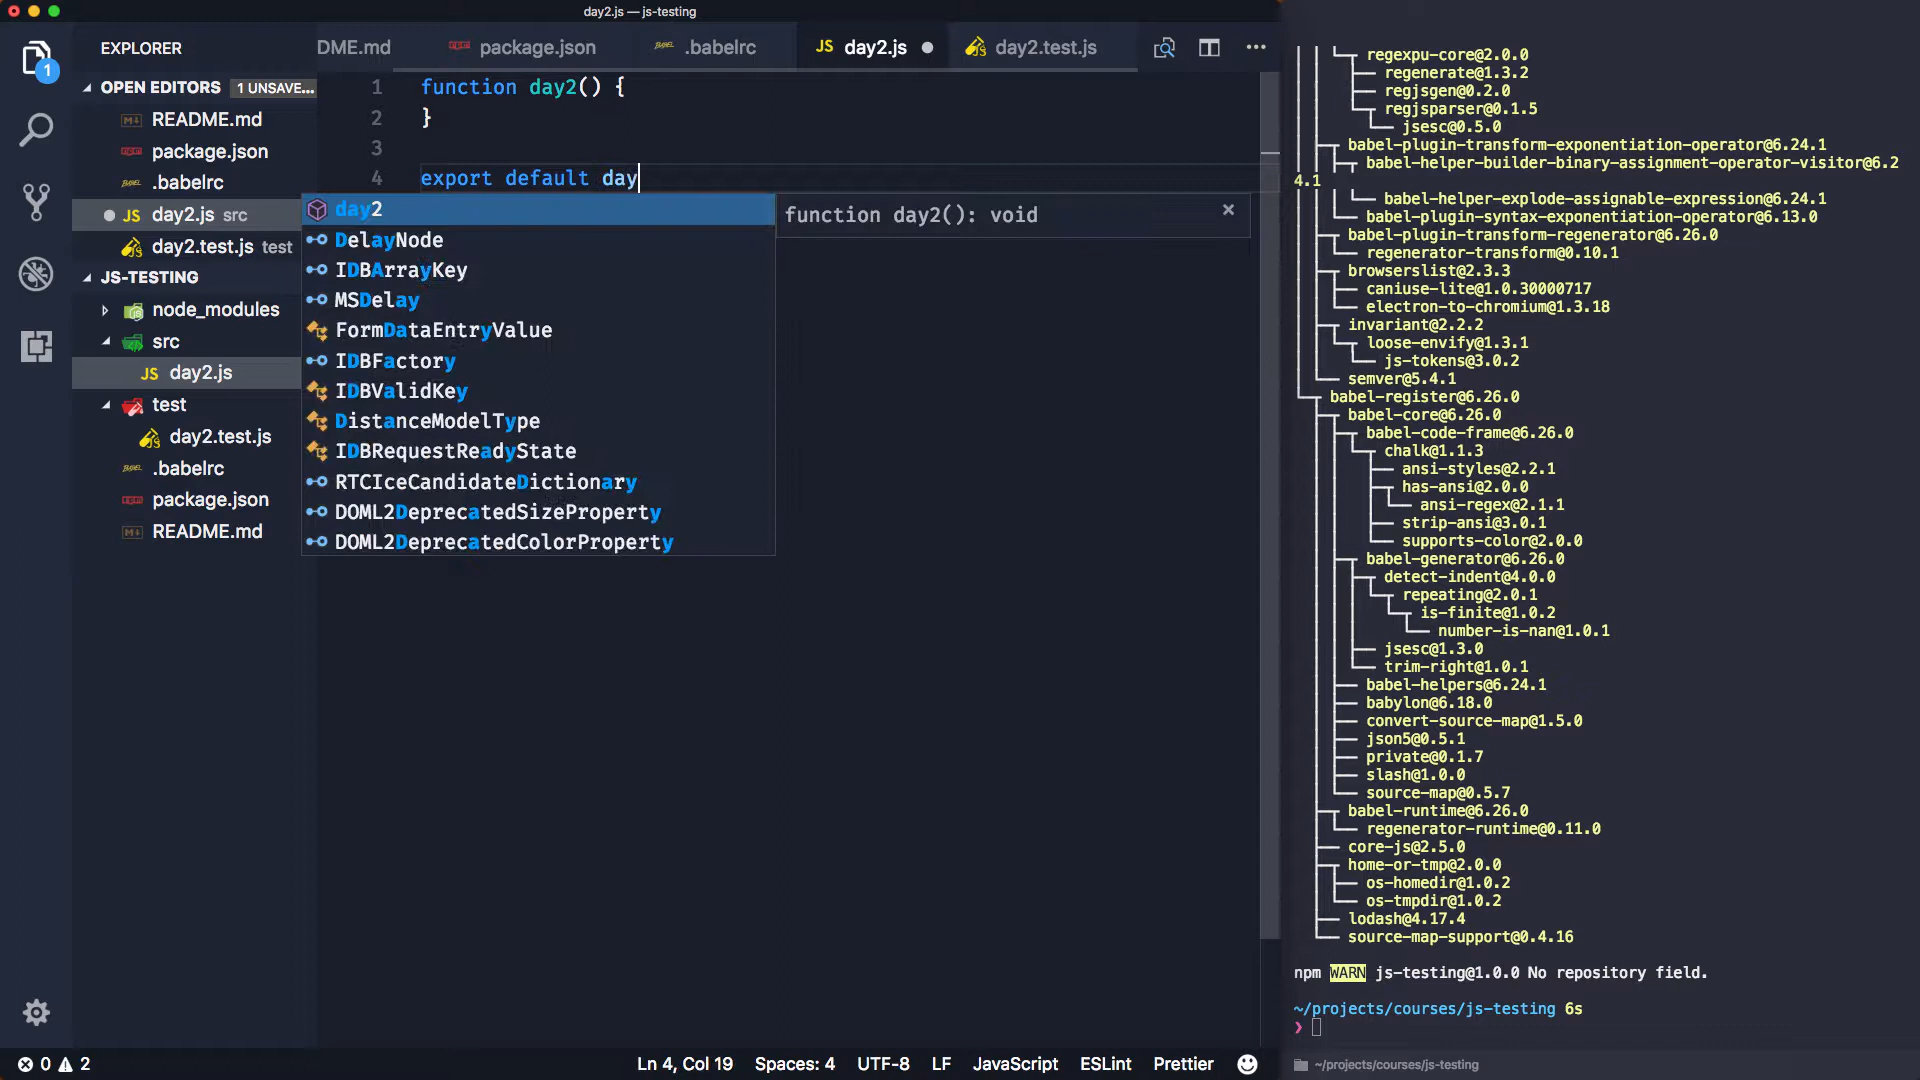 day2.js — js-testing
EXPLORER
DME.md
package.json
.babelrc
JS day2.js
day2.test.js
1
OPEN EDITORS
1 UNSAVE...
README.md
package.json
.babelrc
JS day2.js src
day2.test.js test
JS-TESTING
node_modules
src
JS day2.js
test
day2.test.js
.babelrc
package.json
README.md
1 function day2() {
2 }
3
4 export default day
day2
function day2(): void
DelayNode
IDBArrayKey
MSDelay
FormDataEntryValue
IDBFactory
IDBValidKey
DistanceModelType
IDBRequestReadyState
RTCIceCandidateDictionary
DOML2DeprecatedSizeProperty
DOML2DeprecatedColorProperty
regexpu-core@2.0.0
regenerate@1.3.2
regjsgen@0.2.0
regjsparser@0.1.5
jsesc@0.5.0
babel-plugin-transform-exponentiation-operator@6.24.1
babel-helper-builder-binary-assignment-operator-visitor@6.2
4.1
babel-helper-explode-assignable-expression@6.24.1
babel-plugin-syntax-exponentiation-operator@6.13.0
babel-plugin-transform-regenerator@6.26.0
regenerator-transform@0.10.1
browserslist@2.3.3
caniuse-lite@1.0.30000717
electron-to-chromium@1.3.18
invariant@2.2.2
loose-envify@1.3.1
js-tokens@3.0.2
semver@5.4.1
babel-register@6.26.0
babel-core@6.26.0
babel-code-frame@6.26.0
chalk@1.1.3
ansi-styles@2.2.1
has-ansi@2.0.0
ansi-regex@2.1.1
strip-ansi@3.0.1
supports-color@2.0.0
babel-generator@6.26.0
detect-indent@4.0.0
repeating@2.0.1
is-finite@1.0.2
number-is-nan@1.0.1
jsesc@1.3.0
trim-right@1.0.1
babel-helpers@6.24.1
babylon@6.18.0
convert-source-map@1.5.0
json5@0.5.1
private@0.1.7
slash@1.0.0
source-map@0.5.7
babel-runtime@6.26.0
regenerator-runtime@0.11.0
core-js@2.5.0
home-or-tmp@2.0.0
os-homedir@1.0.2
os-tmpdir@1.0.2
lodash@4.17.4
source-map-support@0.4.16
npm WARN js-testing@1.0.0 No repository field.
~/projects/courses/js-testing 6s
❯
0 2
Ln 4, Col 19
Spaces: 4
UTF-8
LF
JavaScript
ESLint
Prettier
~/projects/courses/js-testing